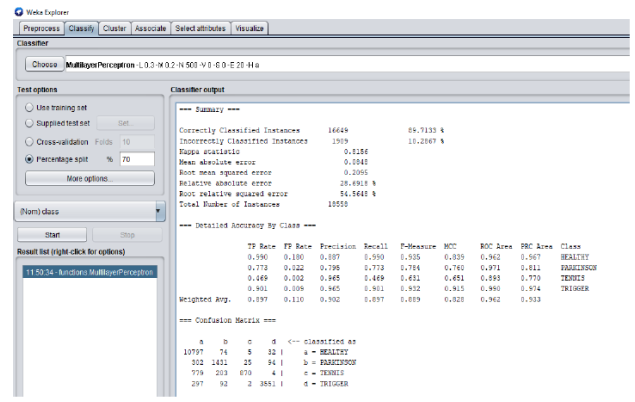 Weka Explorer
Preprocess Classify Cluster Associate Select attributes Visualize
Classifier
Choose MultilayerPerceptron -L 0.3 -M 0.2 -N 500 -V 0 -S 0 -E 20 -H a
Test options
Use training set
Supplied test set Set...
Cross-validation Folds 10
Percentage split % 70
More options...
(Nom) class
Start Stop
Result list (right-click for options)
11:50:34 - functions.MultilayerPerceptron
Classifier output
=== Summary ===
Correctly Classified Instances 16649 89.7133 %
Incorrectly Classified Instances 1909 10.2867 %
Kappa statistic 0.8156
Mean absolute error 0.0848
Root mean squared error 0.2095
Relative absolute error 28.6918 %
Root relative squared error 54.5648 %
Total Number of Instances 18558
=== Detailed Accuracy By Class ===
TP Rate FP Rate Precision Recall F-Measure MCC ROC Area PRC Area Class
0.990 0.180 0.887 0.990 0.935 0.839 0.962 0.967 HEALTHY
0.773 0.022 0.795 0.773 0.784 0.760 0.971 0.811 PARKINSON
0.469 0.002 0.965 0.469 0.631 0.651 0.893 0.770 TENNIS
0.901 0.009 0.965 0.901 0.932 0.915 0.990 0.974 TRIGGER
Weighted Avg. 0.897 0.110 0.902 0.897 0.889 0.828 0.962 0.933
=== Confusion Matrix ===
a b c d <-- classified as
10797 74 5 32 | a = HEALTHY
302 1431 25 94 | b = PARKINSON
779 203 870 4 | c = TENNIS
297 92 2 3551 | d = TRIGGER